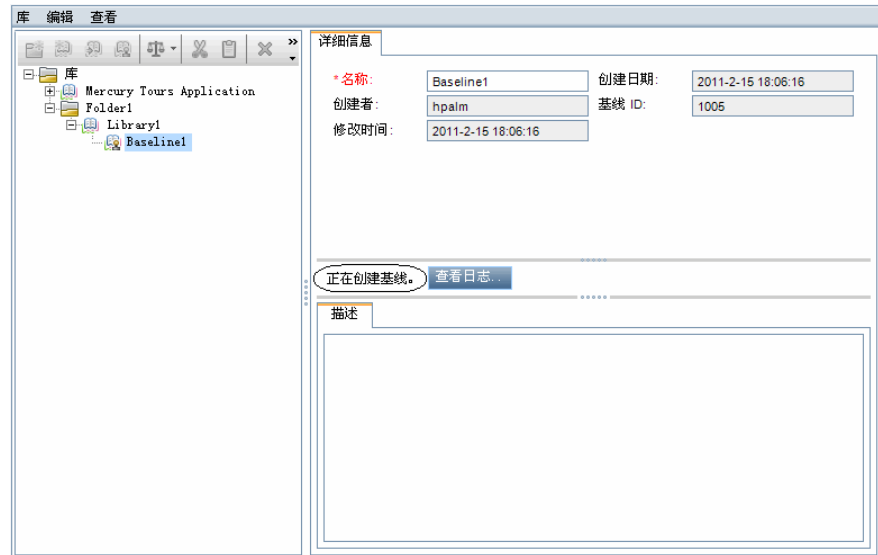 库 编辑 查看
»
库
Mercury Tours Application
Folder1
Library1
Baseline1
详细信息
*名称: Baseline1 创建日期: 2011-2-15 18:06:16
创建者: hpalm 基线 ID: 1005
修改时间: 2011-2-15 18:06:16
正在创建基线。 查看日志..
描述